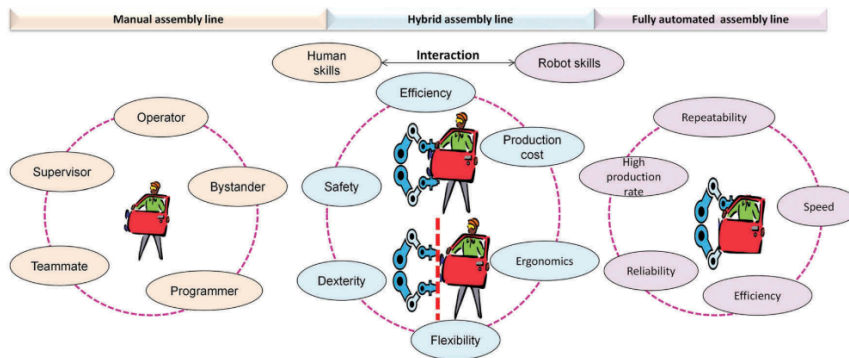 Manual assembly line
Hybrid assembly line
Fully automated assembly line
Human
skills
Interaction
Robot skills
Operator
Supervisor
Bystander
Teammate
Programmer
Efficiency
Production
cost
Safety
Dexterity
Ergonomics
Flexibility
Repeatability
High
production
rate
Speed
Reliability
Efficiency